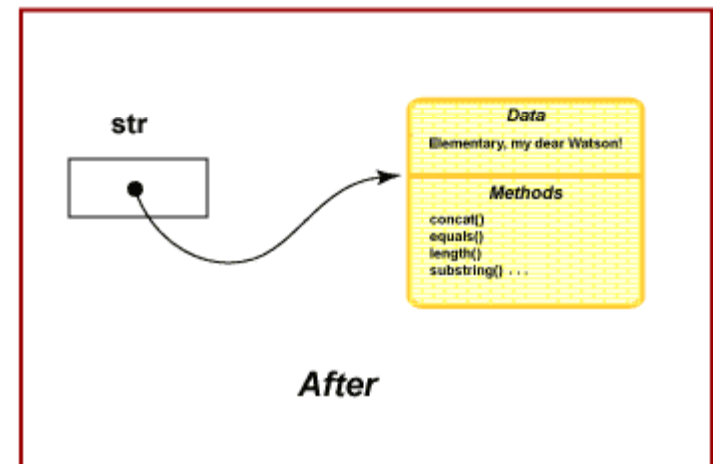 str
Data
Elementary, my dear Watson!
Methods
concat()
equals()
length()
substring() . . .
After